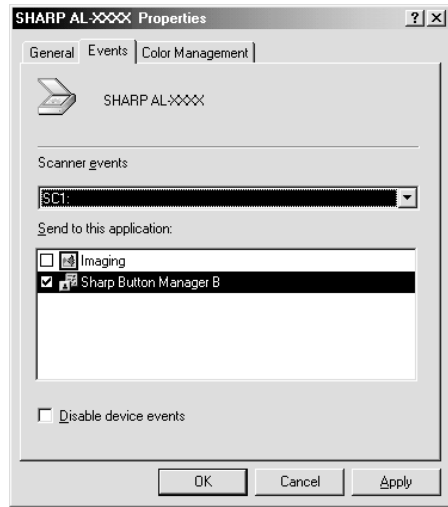 SHARP AL-XXXX Properties
General Events Color Management
SHARP AL-XXXX
Scanner events
SC1:
Send to this application:
Imaging
Sharp Button Manager B
Disable device events
OK Cancel Apply